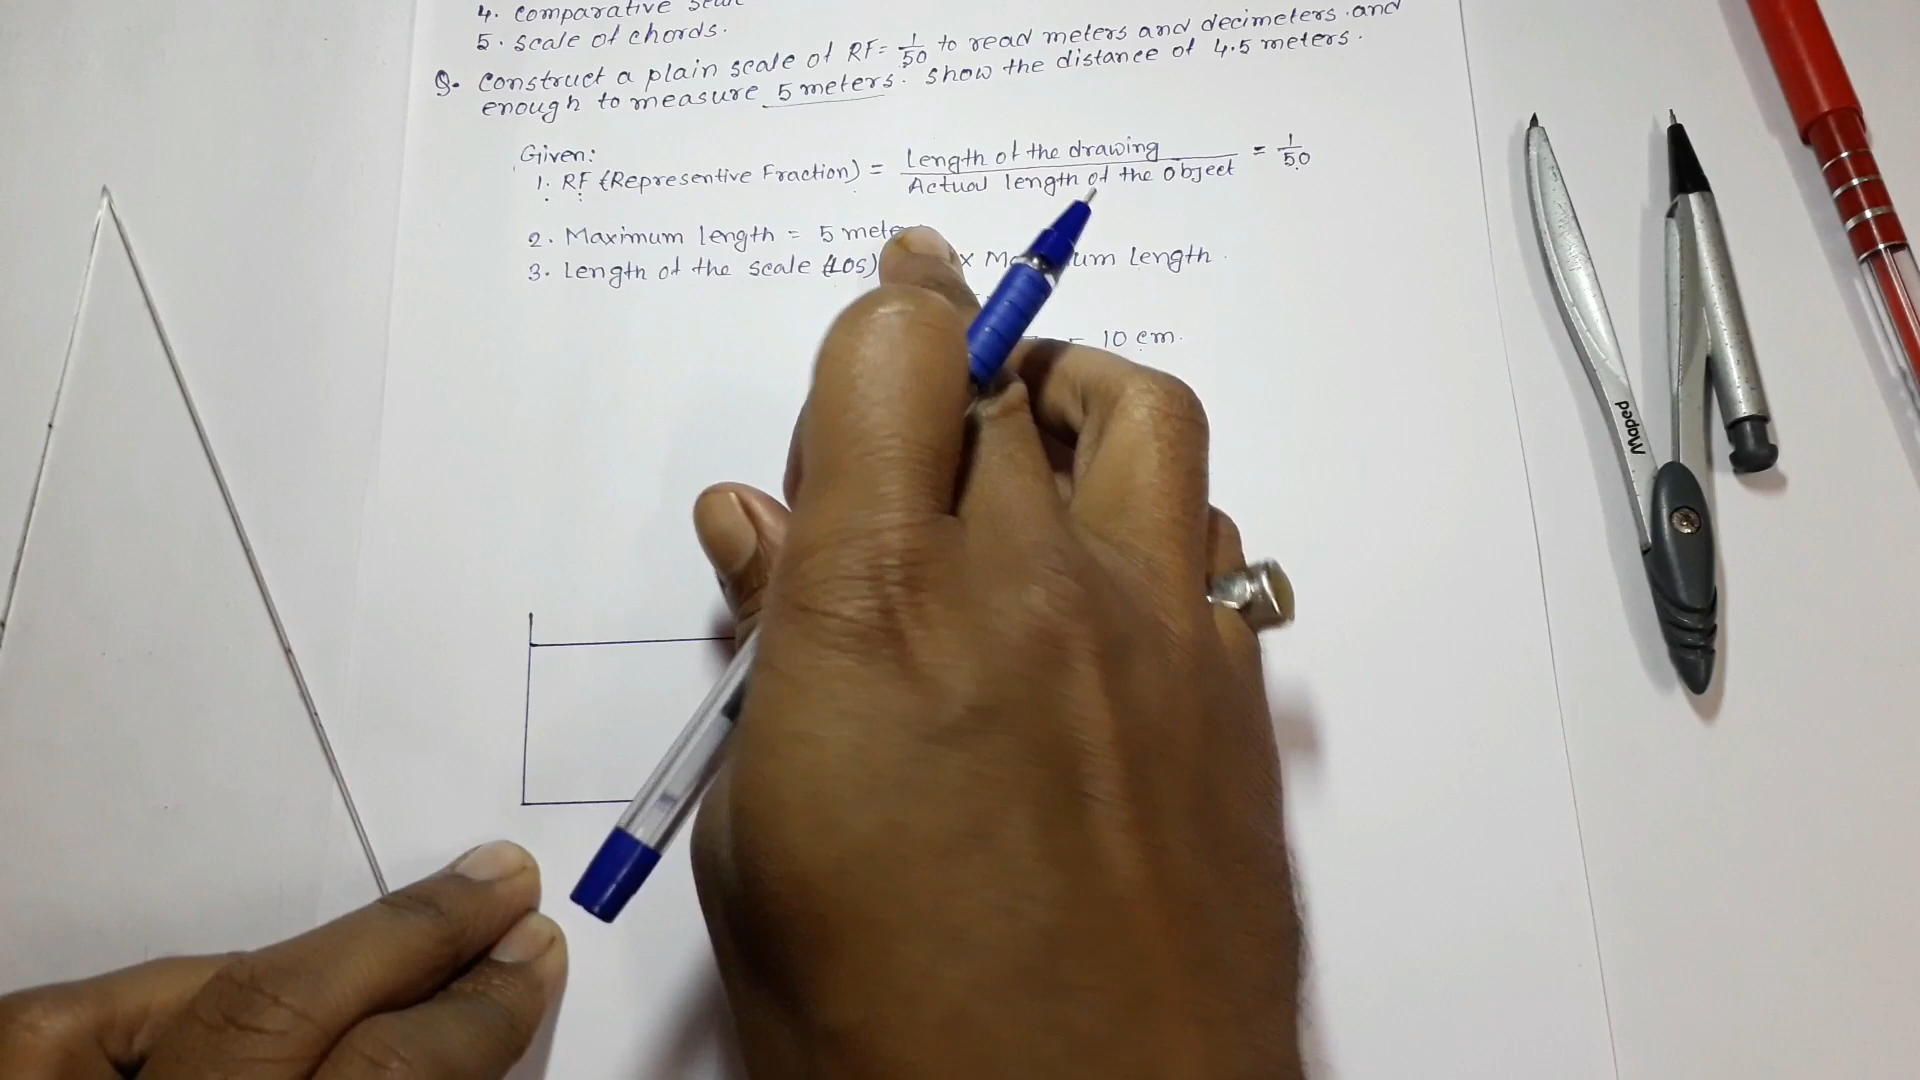 4. comparative
5. scale of chords.
Q. construct a plain scale of RF = 1/50 to read meters and decimeters .and
enough to measure 5 meters. show the distance of 4.5 meters.
Given:
1. RF (Representive Fraction) = Length of the drawing / Actual length of the object = 1/50
2. Maximum length = 5
3. Length of the scale (LOS) x length.
= 10 cm.
Maped